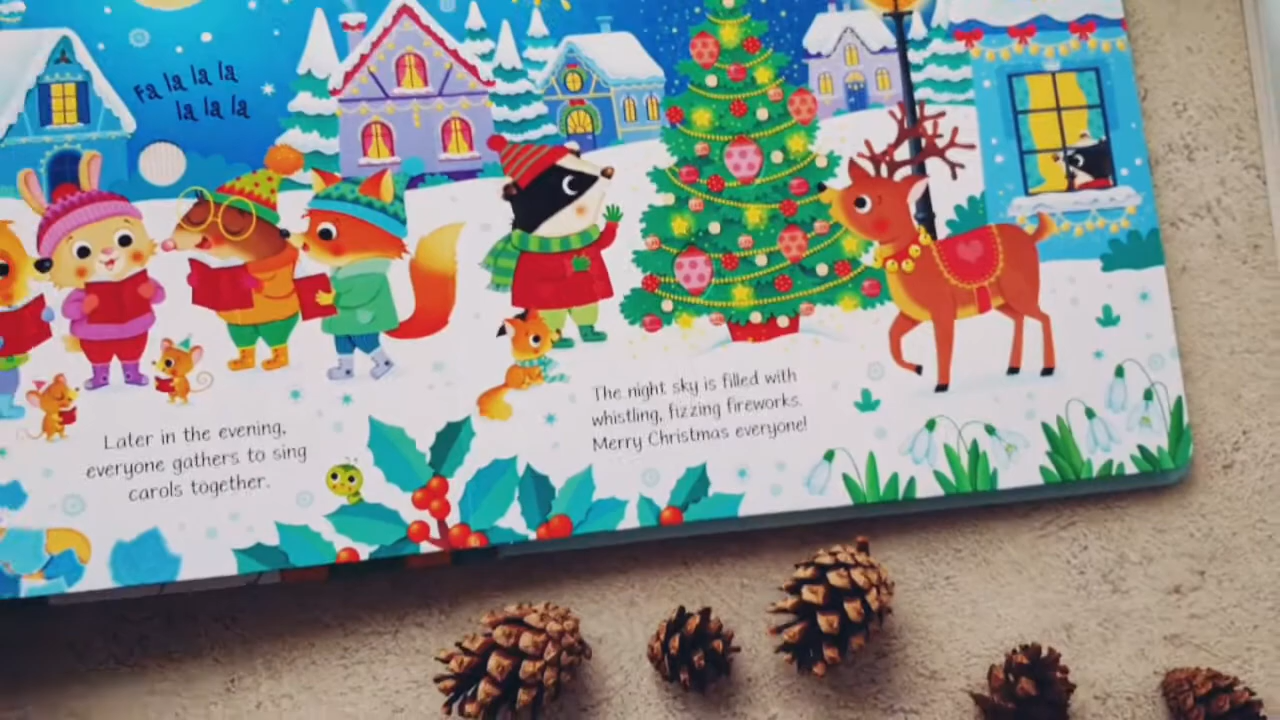 Fa la la la
la la la
Later in the evening,
everyone gathers to sing
carols together.
The night sky is filled with
whistling, fizzing fireworks.
Merry Christmas everyone!